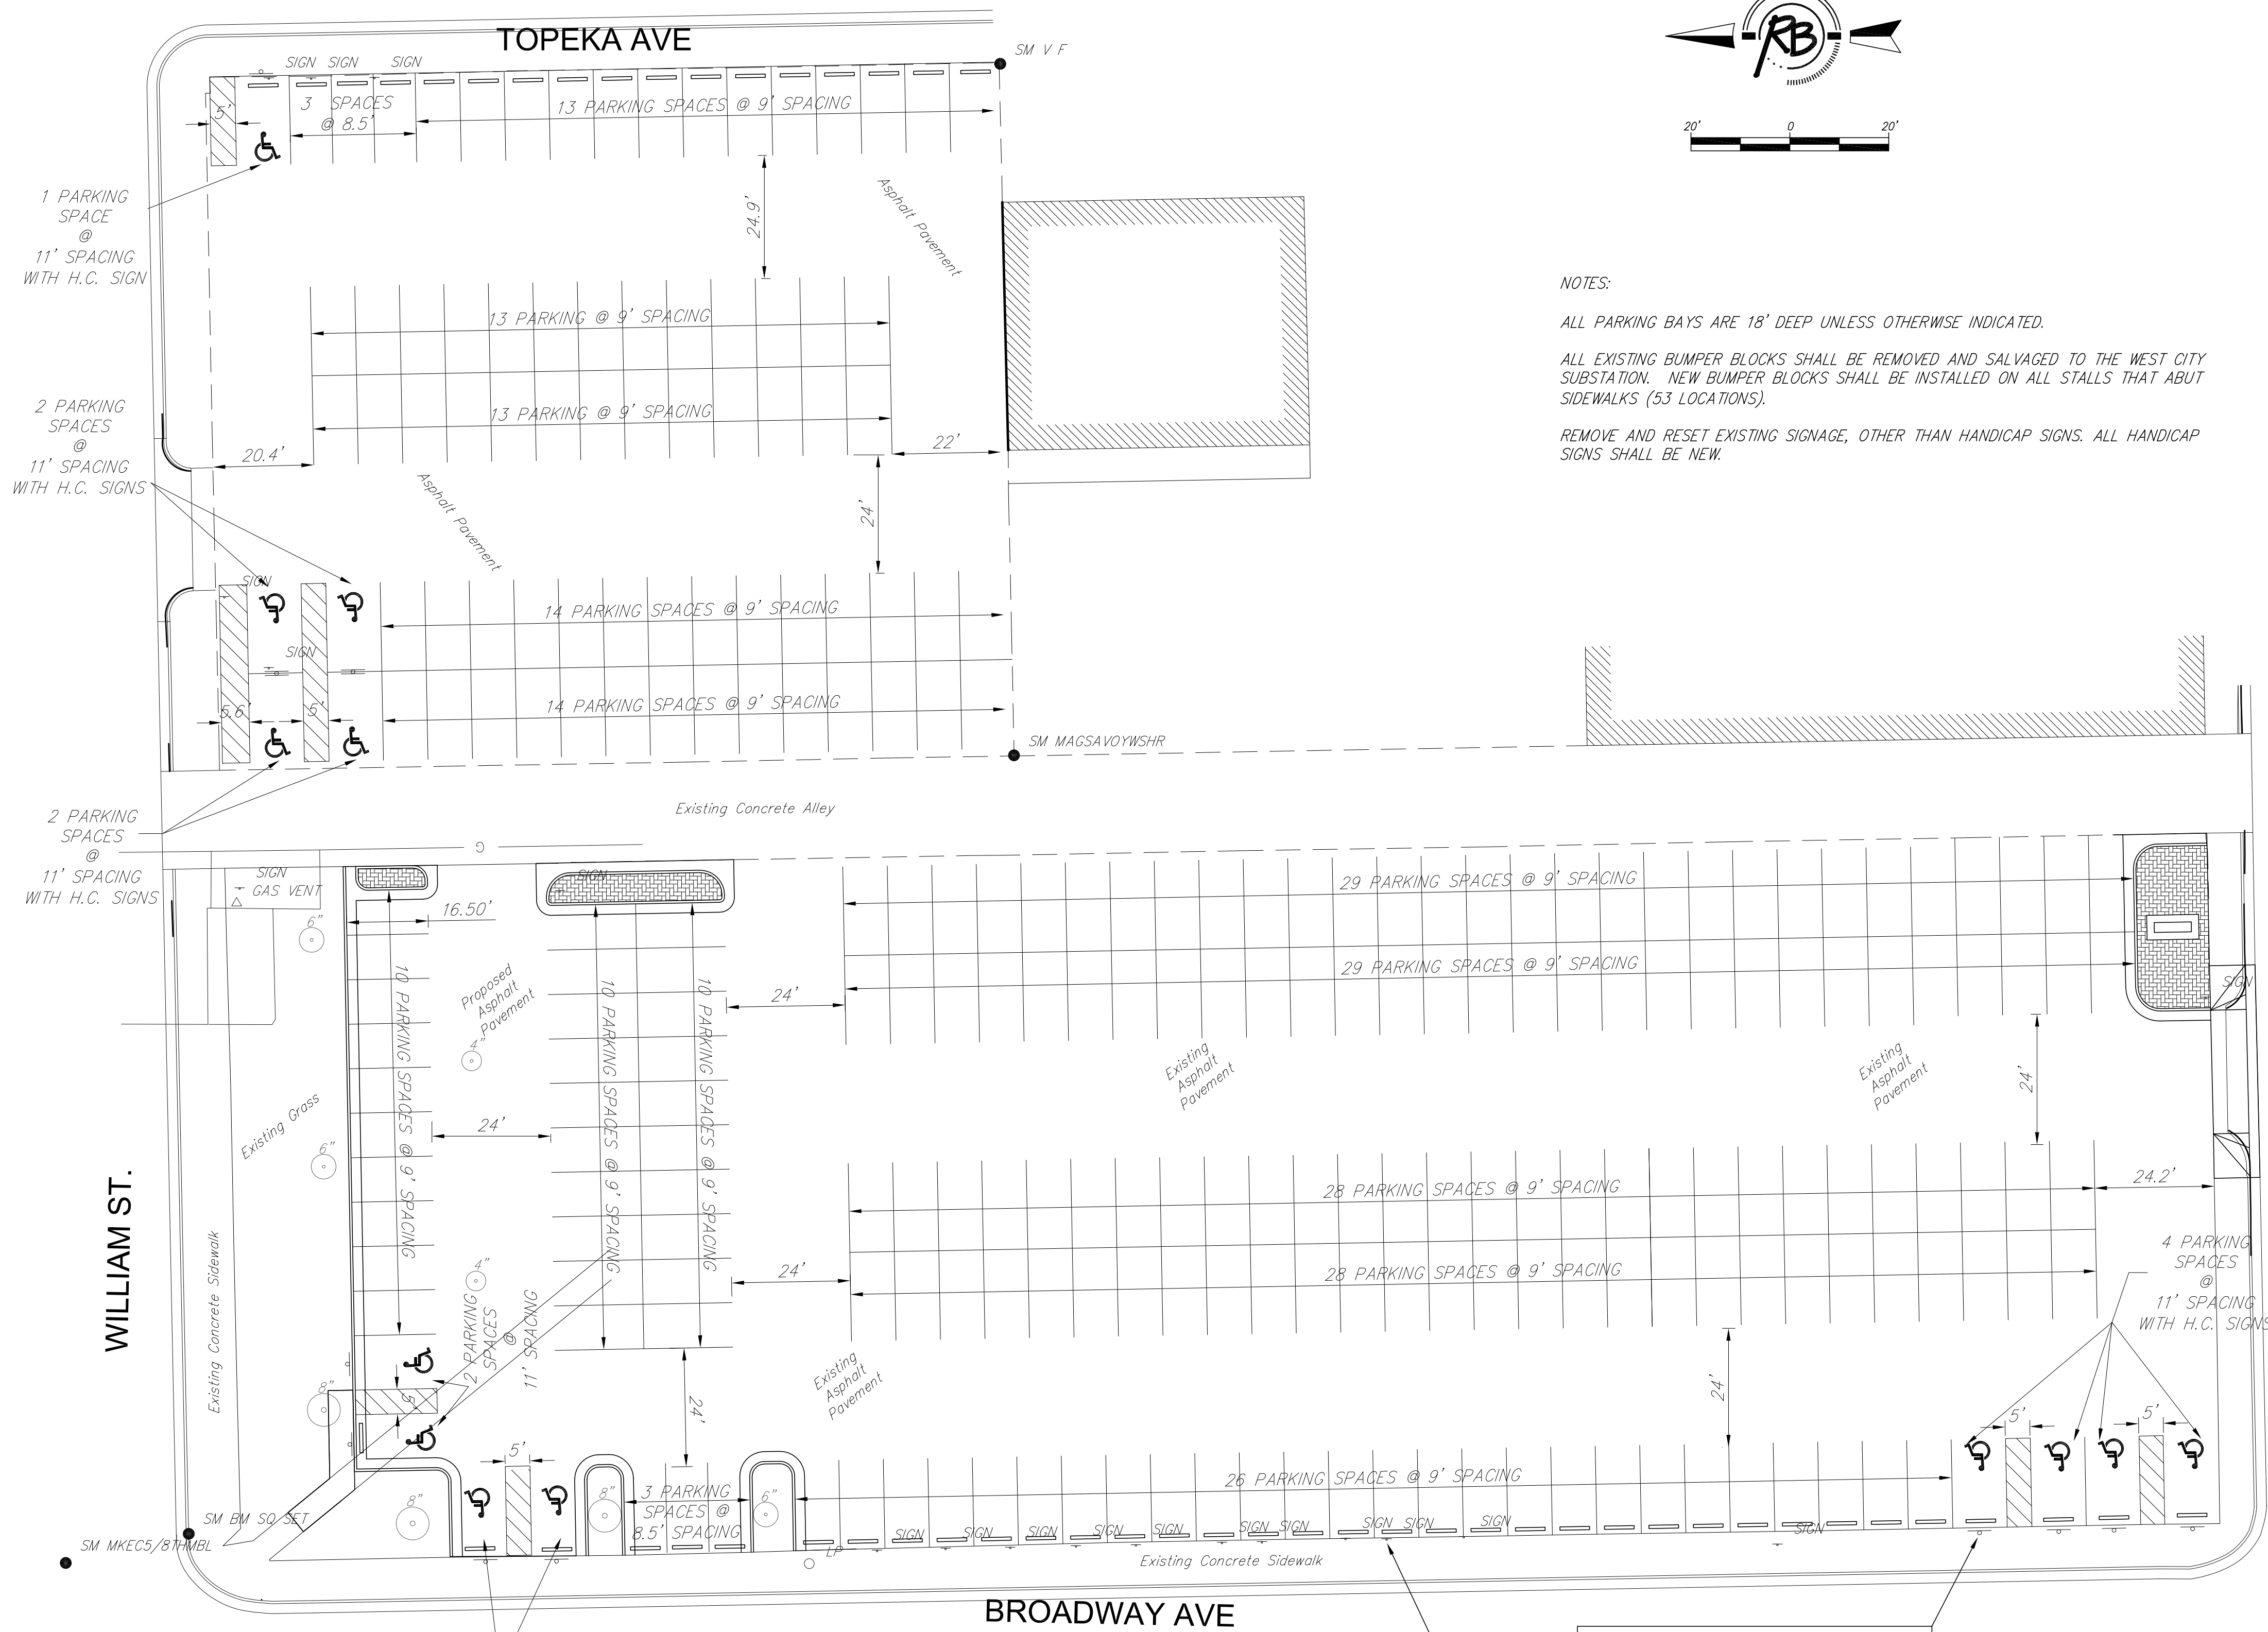 TOPEKA AVE
SM V F
RB
20' 0 20'
SIGN SIGN SIGN
5'
3 SPACES
@ 8.5'
13 PARKING SPACES @ 9' SPACING
1 PARKING
SPACE
@
11' SPACING
WITH H.C. SIGN
24.9'
Asphalt Pavement
NOTES:
ALL PARKING BAYS ARE 18' DEEP UNLESS OTHERWISE INDICATED.
ALL EXISTING BUMPER BLOCKS SHALL BE REMOVED AND SALVAGED TO THE WEST CITY
SUBSTATION. NEW BUMPER BLOCKS SHALL BE INSTALLED ON ALL STALLS THAT ABUT
SIDEWALKS (53 LOCATIONS).
REMOVE AND RESET EXISTING SIGNAGE, OTHER THAN HANDICAP SIGNS. ALL HANDICAP
SIGNS SHALL BE NEW.
13 PARKING @ 9' SPACING
13 PARKING @ 9' SPACING
2 PARKING
SPACES
@
11' SPACING
WITH H.C. SIGNS
20.4'
22'
Asphalt Pavement
24'
SIGN
14 PARKING SPACES @ 9' SPACING
SIGN
14 PARKING SPACES @ 9' SPACING
5.6'
5'
SM MAGSAVOYWSHR
2 PARKING
SPACES
@
11' SPACING
WITH H.C. SIGNS
Existing Concrete Alley
G
SIGN
GAS VENT
SIGN
16.50'
6"
29 PARKING SPACES @ 9' SPACING
29 PARKING SPACES @ 9' SPACING
10 PARKING SPACES @ 9' SPACING
10 PARKING SPACES @ 9' SPACING
10 PARKING SPACES @ 9' SPACING
Proposed
Asphalt
Pavement
4"
24'
SIGN
Existing
Asphalt
Pavement
Existing
Asphalt
Pavement
24'
Existing Grass
6"
24'
WILLIAM ST.
Existing Concrete Sidewalk
28 PARKING SPACES @ 9' SPACING
24.2'
28 PARKING SPACES @ 9' SPACING
24'
4"
2 PARKING
SPACES
@
11' SPACING
4 PARKING
SPACES
@
11' SPACING
WITH H.C. SIGNS
8"
5'
24'
Existing
Asphalt
Pavement
24'
5'
5'
5'
8"
8"
3 PARKING
SPACES @
8.5' SPACING
6"
26 PARKING SPACES @ 9' SPACING
SM BM SQ SET
SM MKEC5/8THMBL
LP
SIGN SIGN SIGN SIGN SIGN SIGN SIGN SIGN SIGN SIGN SIGN
Existing Concrete Sidewalk
BROADWAY AVE